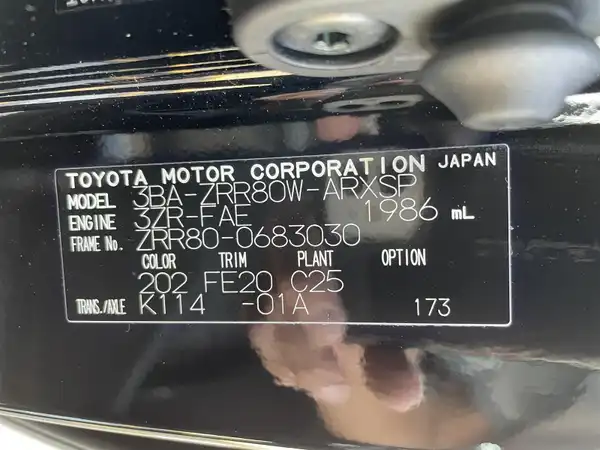 TOYOTA MOTOR CORPORATION JAPAN
MODEL 3BA-ZRR80W-ARXSP
ENGINE 3ZR-FAE 1986 mL
FRAME No. ZRR80-0683030
COLOR TRIM PLANT OPTION
202 FE20 C25
TRANS./AXLE K114 -01A 173